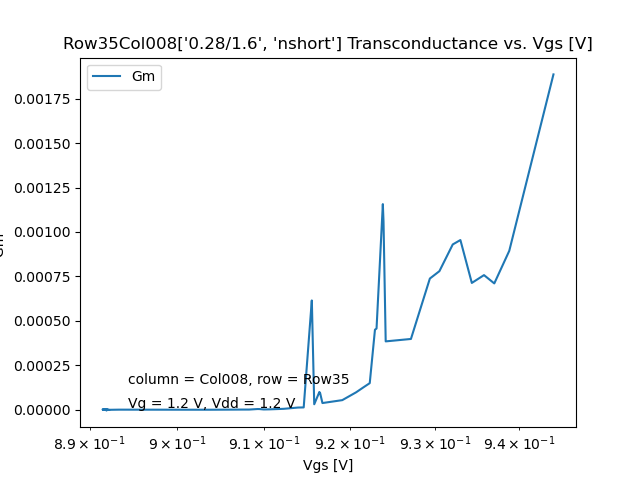 Row35Col008['0.28/1.6', 'nshort'] Transconductance vs. Vgs [V]
Gm
0.00175
0.00150
0.00125
0.00100
0.00075
0.00050
0.00025
0.00000
column = Col008, row = Row35
Vg = 1.2 V, Vdd = 1.2 V
8.9 × 10⁻¹ 9 × 10⁻¹ 9.1 × 10⁻¹ 9.2 × 10⁻¹ 9.3 × 10⁻¹ 9.4 × 10⁻¹
Vgs [V]